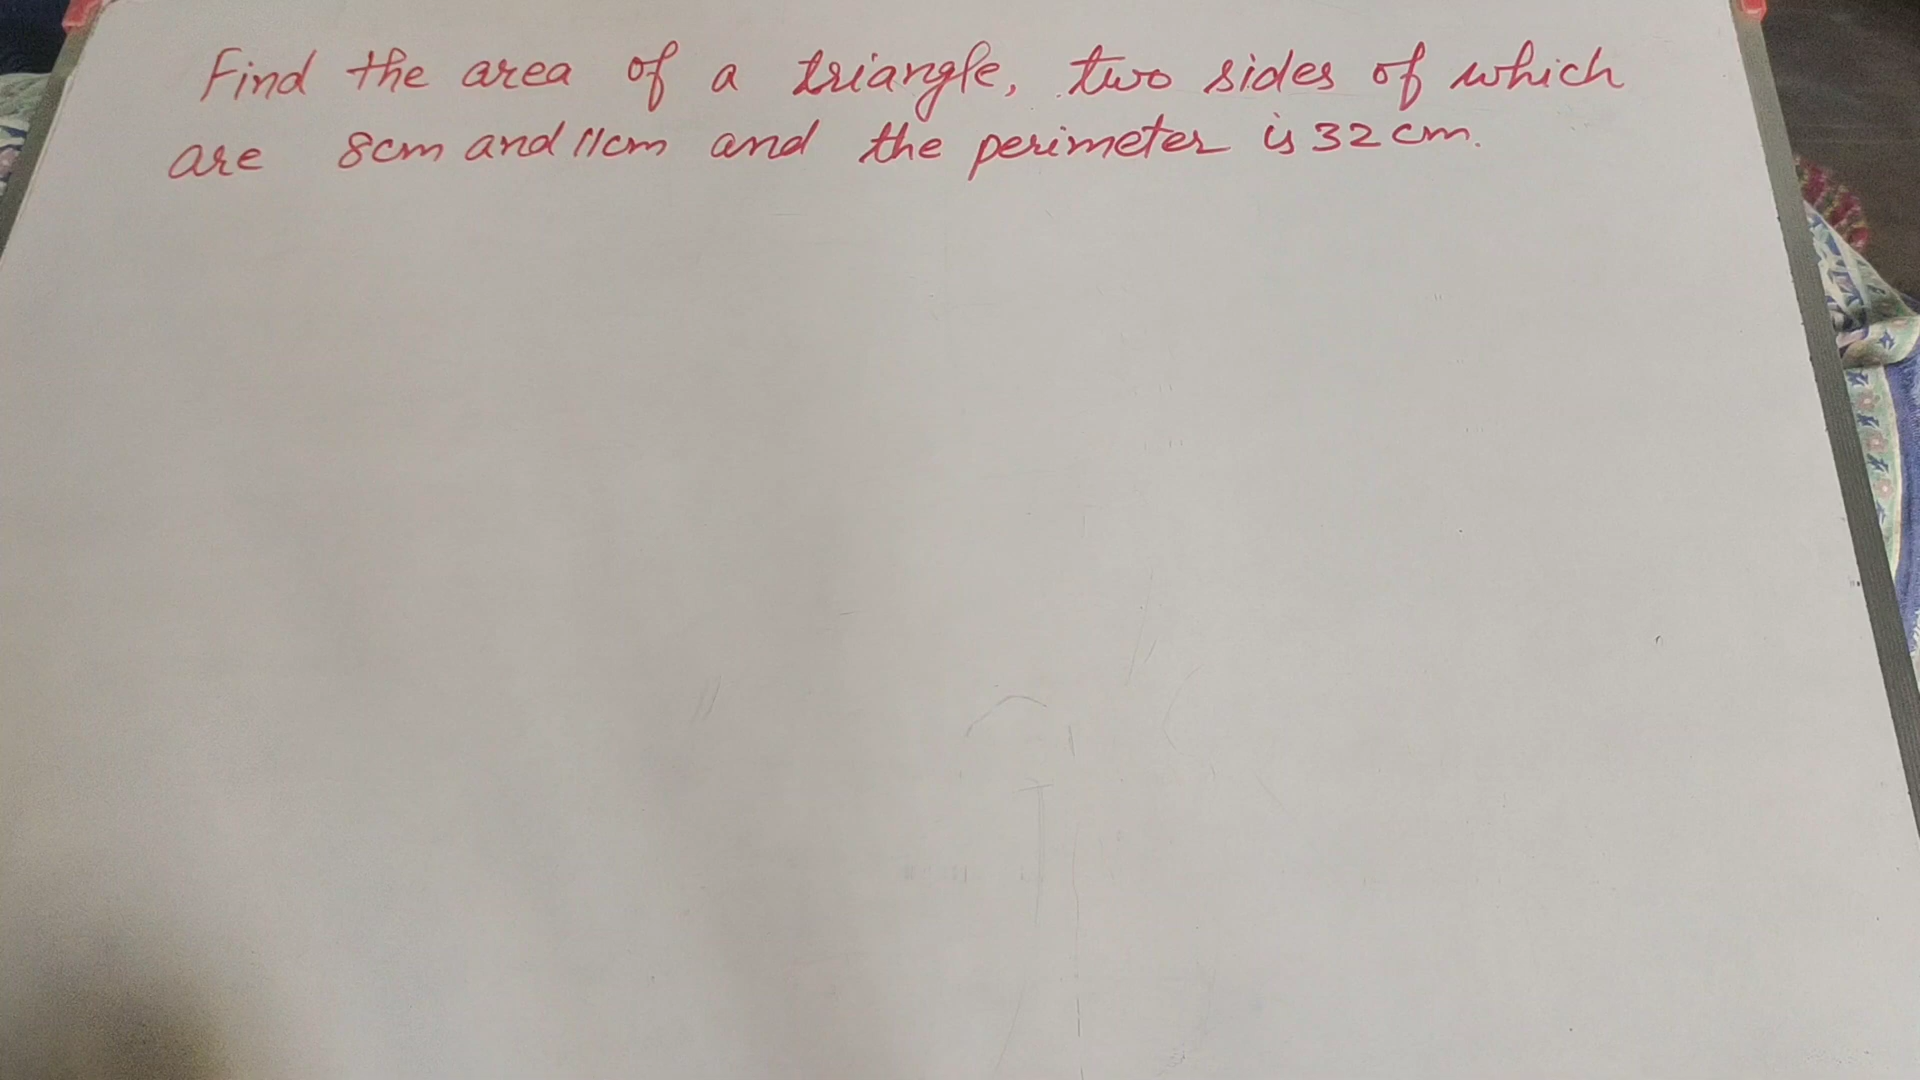 Find the area of a triangle, two sides of which
are 8cm and 11cm and the perimeter is 32cm.